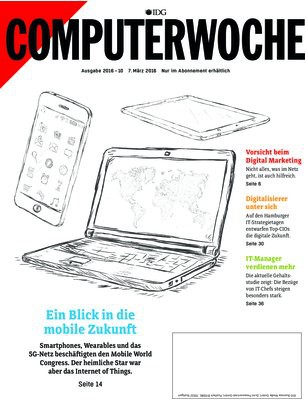 IDG
COMPUTERWOCHE
Ausgabe 2016 – 10 7. März 2016 Nur im Abonnement erhältlich
Vorsicht beim
Digital Marketing
Nicht alles, was im Netz
geht, ist auch hilfreich.
Seite 8
Digitalisierer
unter sich
Auf den Hamburger
IT-Strategietagen
entwarfen Top-CIOs
die digitale Zukunft.
Seite 30
IT-Manager
verdienen mehr
Die aktuelle Gehalts-
studie zeigt: Die Bezüge
von IT-Chefs steigen
besonders stark.
Seite 36
Ein Blick in die
mobile Zukunft
Smartphones, Wearables und das
5G-Netz beschäftigten den Mobile World
Congress. Der heimliche Star war
aber das Internet of Things.
Seite 14